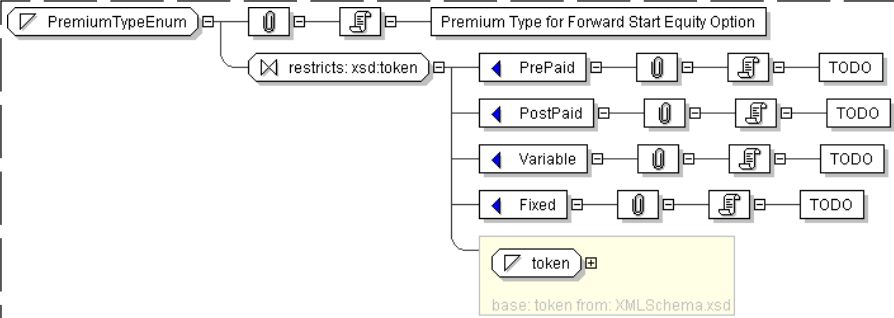 PremiumTypeEnum
Premium Type for Forward Start Equity Option
restricts: xsd:token
PrePaid
TODO
PostPaid
TODO
Variable
TODO
Fixed
TODO
token
base: token from: XMLSchema.xsd